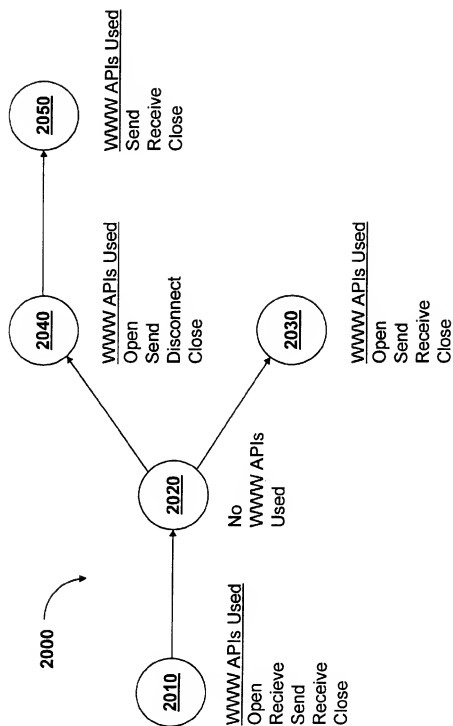 2000
2010
WWW APIs Used
Open
Recieve
Send
Receive
Close
2020
No
WWW APIs
Used
2040
WWW APIs Used
Open
Send
Disconnect
Close
2030
WWW APIs Used
Open
Send
Receive
Close
2050
WWW APIs Used
Send
Receive
Close